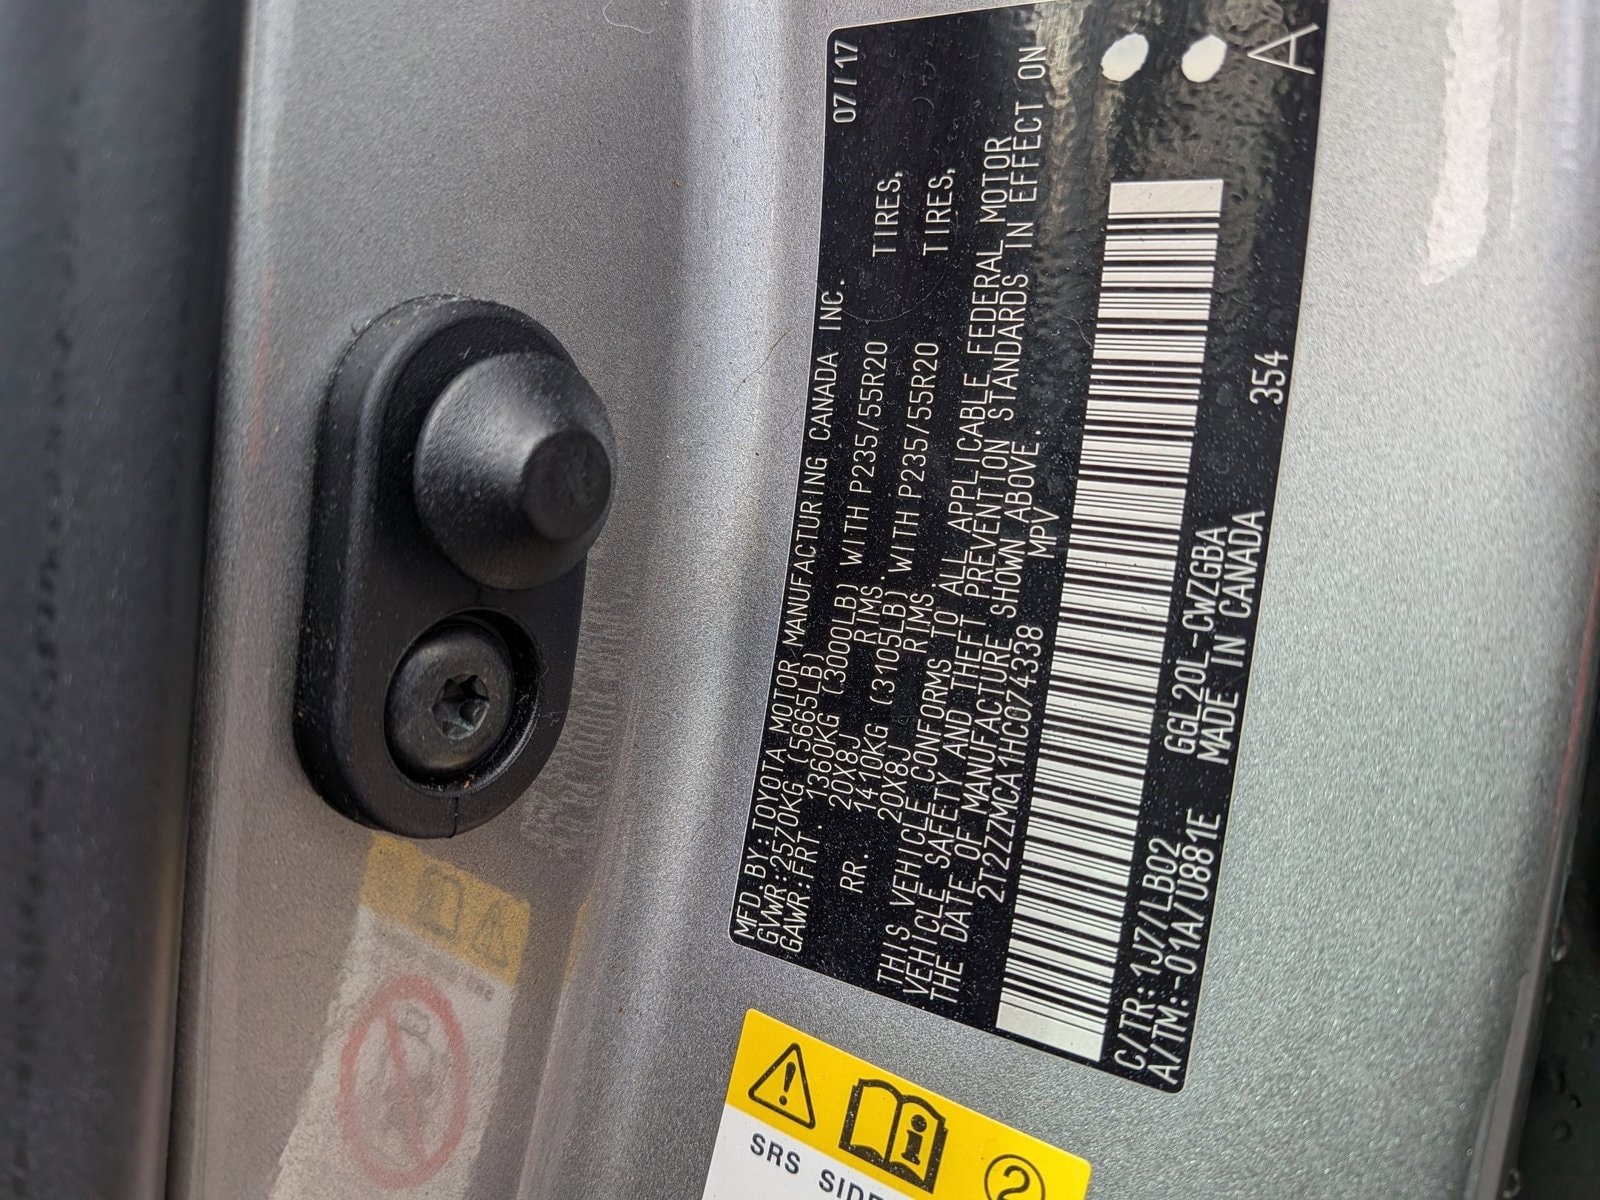 MFD.BY:TOYOTA MOTOR MANUFACTURING CANADA INC. 07/17
GVWR:2570KG (5665LB)
GAWR:FRT. 1360KG (3000LB) WITH P235/55R20 TIRES,
20X8J RIMS.
RR. 1410KG (3105LB) WITH P235/55R20 TIRES,
20X8J RIMS.
THIS VEHICLE CONFORMS TO ALL APPLICABLE FEDERAL MOTOR
VEHICLE SAFETY AND THEFT PREVENTION STANDARDS IN EFFECT ON
THE DATE OF MANUFACTURE SHOWN ABOVE.
2T2ZZMCA1HC074338 MPV
C/TR:1J7/LB02 GGL20L-CWZGBA 354
A/TM:-01A/U881E MADE IN CANADA
A
SRS SIDE
2